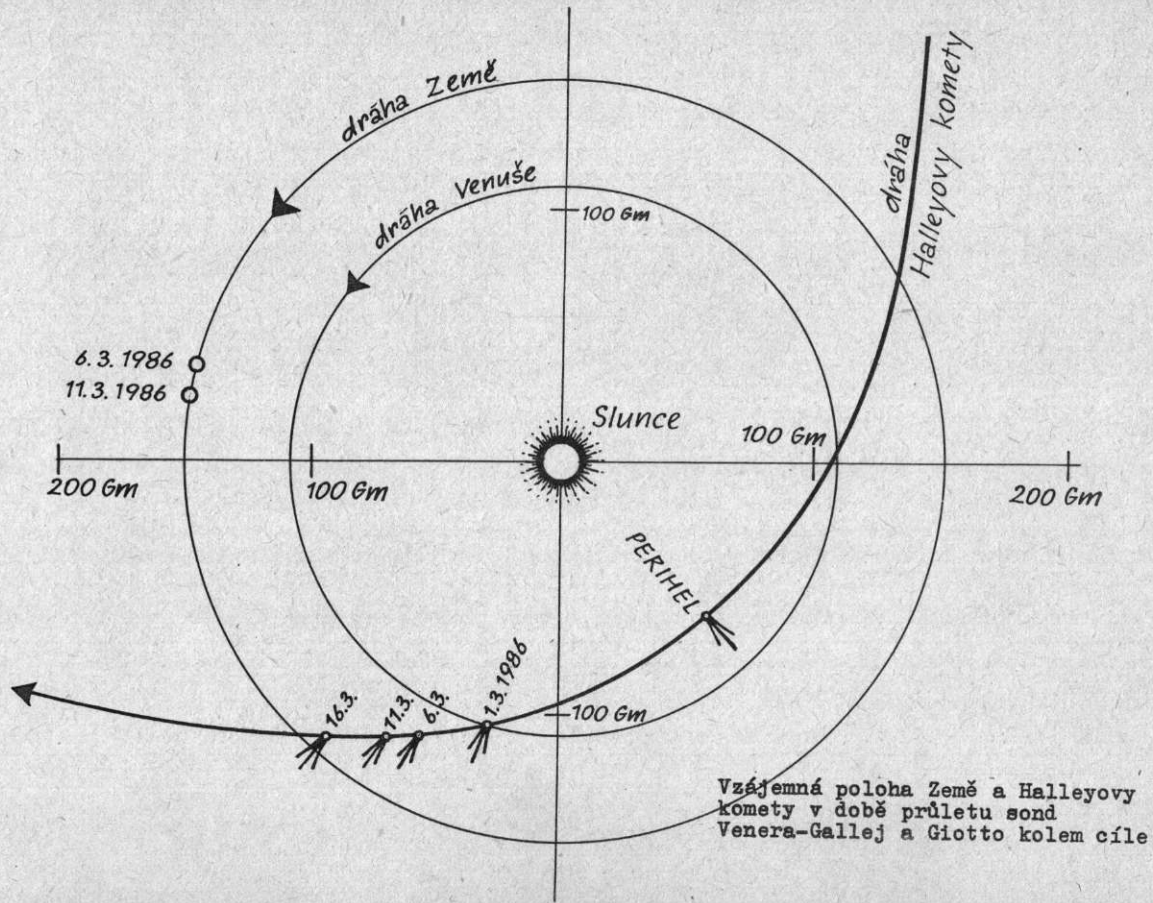 dráha Země
dráha Venuše
100 Gm
dráha
Halleyovy komety
6.3.1986
11.3.1986
Slunce
100 Gm
200 Gm
100 Gm
200 Gm
PERIHEL
16.3.
11.3.
6.3.
1.3.1986
100 Gm
Vzájemná poloha Země a Halleyovy
komety v době průletu sond
Venera-Gallej a Giotto kolem cíle